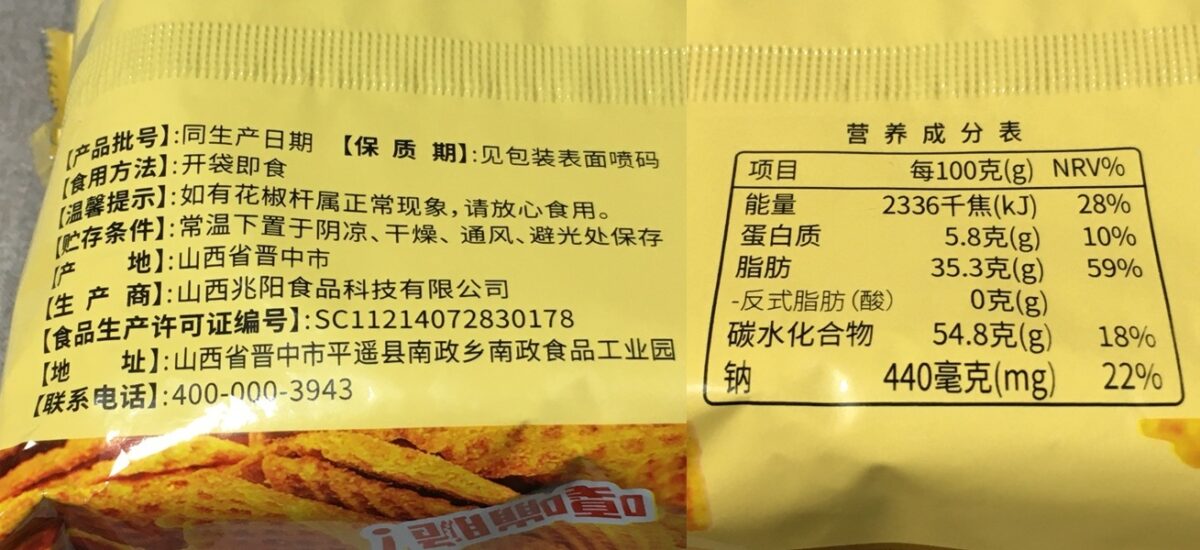 【产品批号】:同生产日期 【保质期】:见包装表面喷码
【食用方法】:开袋即食
【温馨提示】:如有花椒杆属正常现象,请放心食用。
【贮存条件】:常温下置于阴凉、干燥、通风、避光处保存
【产地】:山西省晋中市
【生产商】:山西兆阳食品科技有限公司
【食品生产许可证编号】:SC11214072830178
【地址】:山西省晋中市平遥县南政乡南政食品工业园
【联系电话】:400-000-3943
营养成分表
项目 每100克(g) NRV%
能量 2336千焦(kJ) 28%
蛋白质 5.8克(g) 10%
脂肪 35.3克(g) 59%
-反式脂肪(酸) 0克(g)
碳水化合物 54.8克(g) 18%
钠 440毫克(mg) 22%